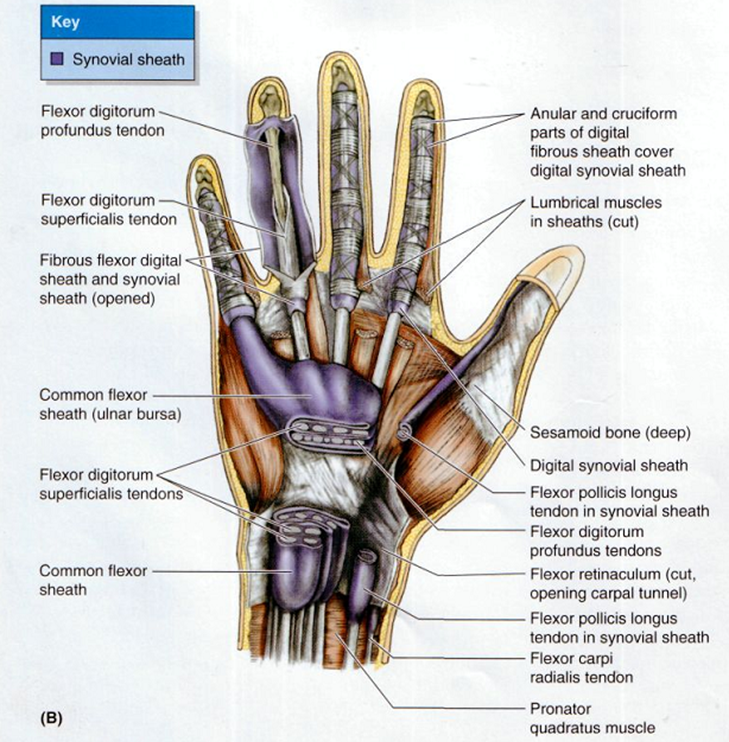 Key
Synovial sheath
Flexor digitorum
profundus tendon
Flexor digitorum
superficialis tendon
Fibrous flexor digital
sheath and synovial
sheath (opened)
Common flexor
sheath (ulnar bursa)
Flexor digitorum
superficialis tendons
Common flexor
sheath
(B)
Anular and cruciform
parts of digital
fibrous sheath cover
digital synovial sheath
Lumbrical muscles
in sheaths (cut)
Sesamoid bone (deep)
Digital synovial sheath
Flexor pollicis longus
tendon in synovial sheath
Flexor digitorum
profundus tendons
Flexor retinaculum (cut,
opening carpal tunnel)
Flexor pollicis longus
tendon in synovial sheath
Flexor carpi
radialis tendon
Pronator
quadratus muscle